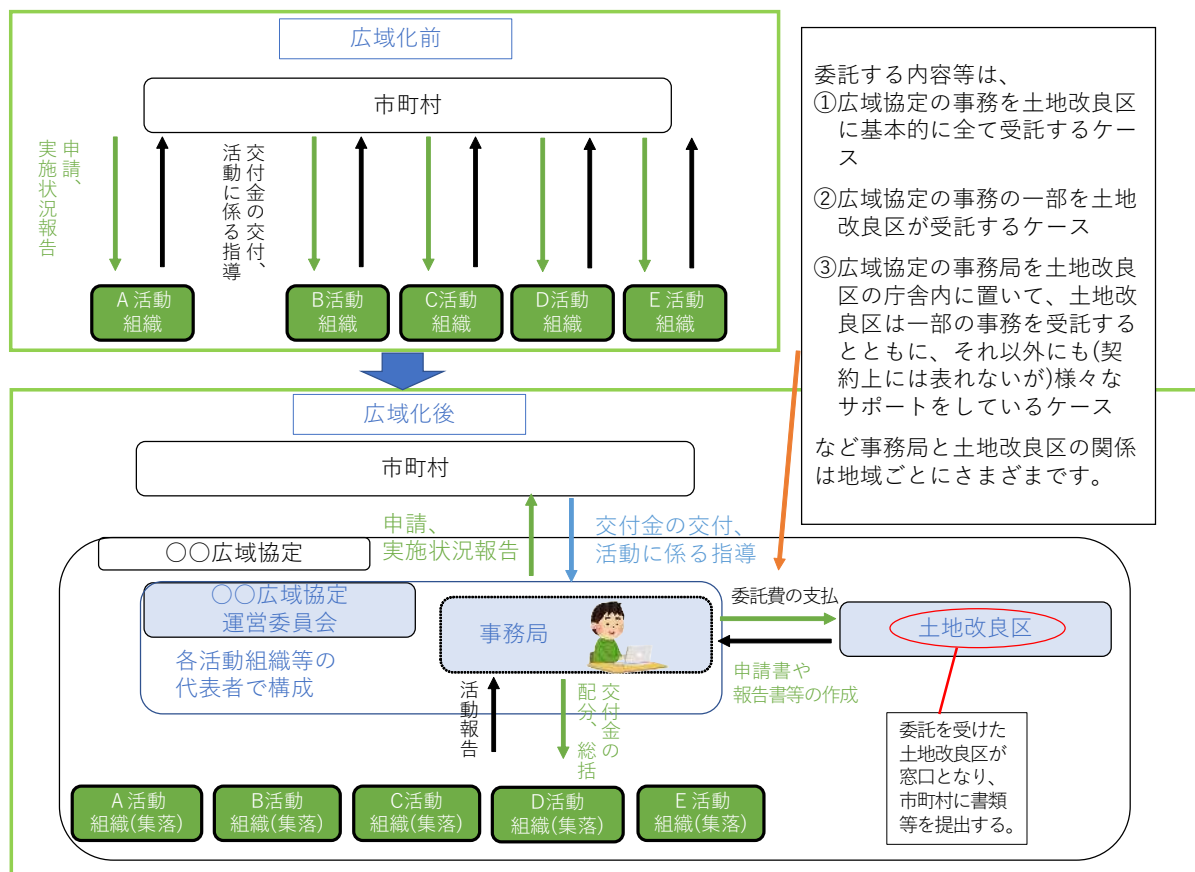 広域化前
市町村
申請、
実施状況報告
交付金の交付、
活動に係る指導
A 活動
組織
B活動
組織
C活動
組織
D活動
組織
E 活動
組織
委託する内容等は、
①広域協定の事務を土地改良区
に基本的に全て受託するケー
ス
②広域協定の事務の一部を土地
改良区が受託するケース
③広域協定の事務局を土地改良
区の庁舎内に置いて、土地改
良区は一部の事務を受託する
とともに、それ以外にも(契
約上には表れないが)様々な
サポートをしているケース
など事務局と土地改良区の関係
は地域ごとにさまざまです。
広域化後
市町村
申請、
実施状況報告
交付金の交付、
活動に係る指導
〇〇広域協定
〇〇広域協定
運営委員会
各活動組織等の
代表者で構成
事務局
委託費の支払
土地改良区
申請書や
報告書等の作成
活動報告
交付金の
配分、総括
委託を受けた
土地改良区が
窓口となり、
市町村に書類
等を提出する。
A 活動
組織(集落)
B活動
組織(集落)
C活動
組織(集落)
D活動
組織(集落)
E 活動
組織(集落)